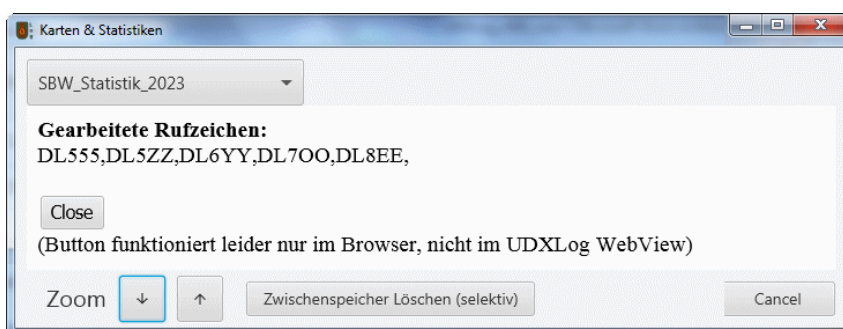 Karten & Statistiken
SBW_Statistik_2023
Gearbeitete Rufzeichen:
DL555,DL5ZZ,DL6YY,DL7OO,DL8EE,
Close
(Button funktioniert leider nur im Browser, nicht im UDXLog WebView)
Zoom ↓ ↑ Zwischenspeicher Löschen (selektiv) Cancel